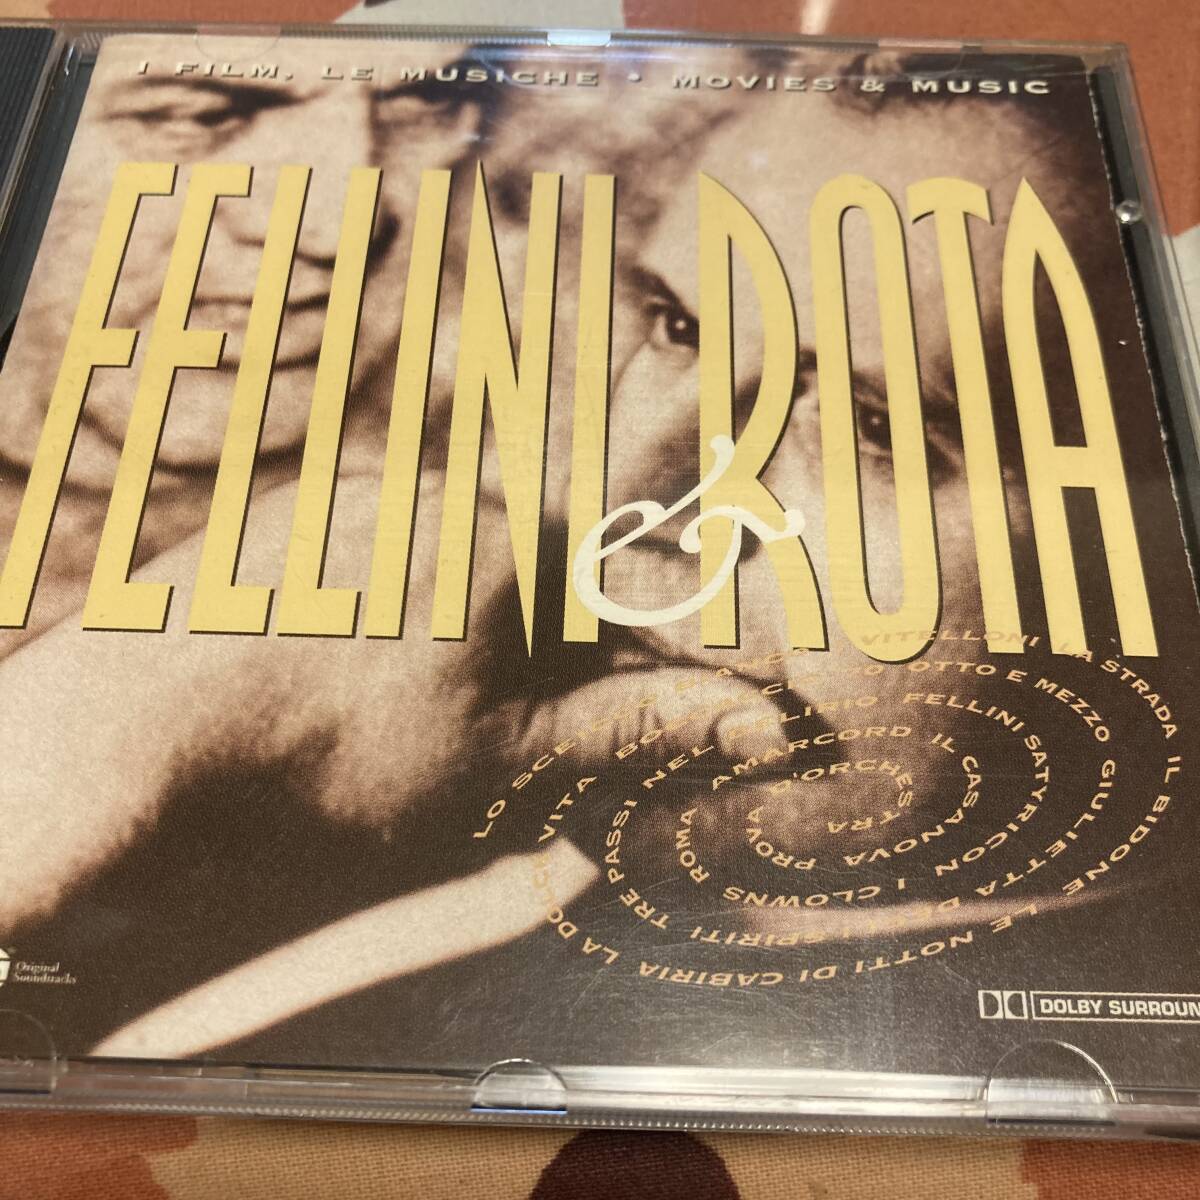 I FILM, LE MUSICHE • MOVIES & MUSIC
FELLINI & ROTA
LO SCEICCO BIANCO VITELLONI LA STRADA IL BIDONE LE NOTTI DI CABIRIA LA DOLCE VITA BOCCACCIO '70 OTTO E MEZZO GIULIETTA DEGLI SPIRITI TRE PASSI NEL DELIRIO FELLINI SATYRICON I CLOWNS ROMA AMARCORD IL CASANOVA PROVA D'ORCHESTRA
Original
Soundtracks
DOLBY SURROUN